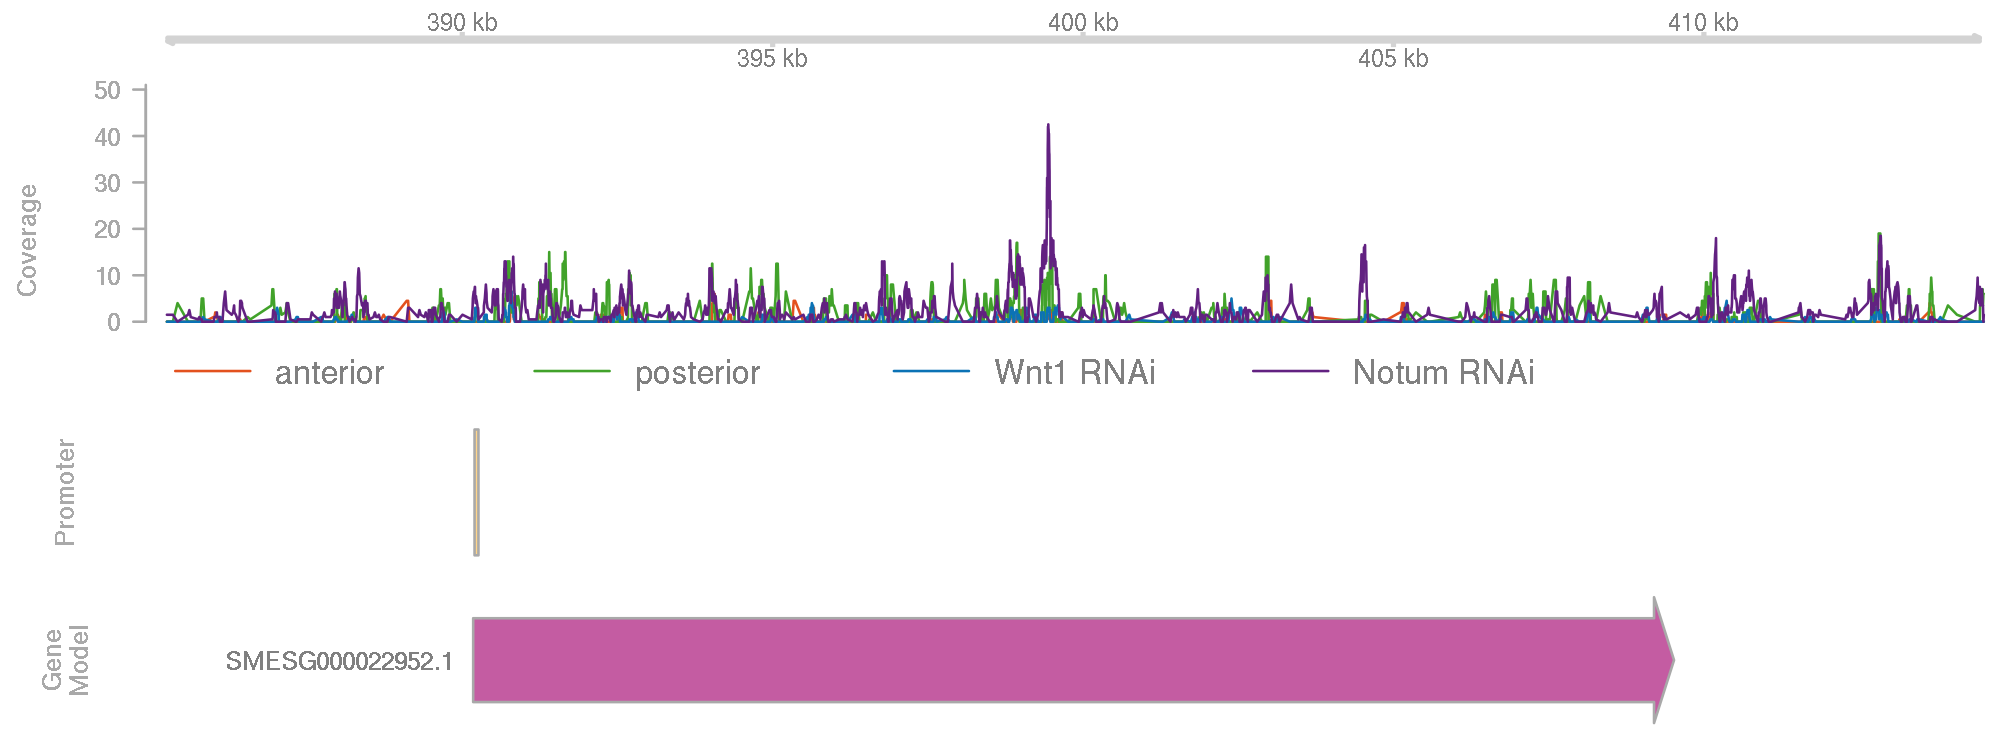 390 kb 400 kb 410 kb
395 kb 405 kb
50
40
30
20
10
0
Coverage
anterior posterior Wnt1 RNAi Notum RNAi
Promoter
Gene
Model
SMESG000022952.1